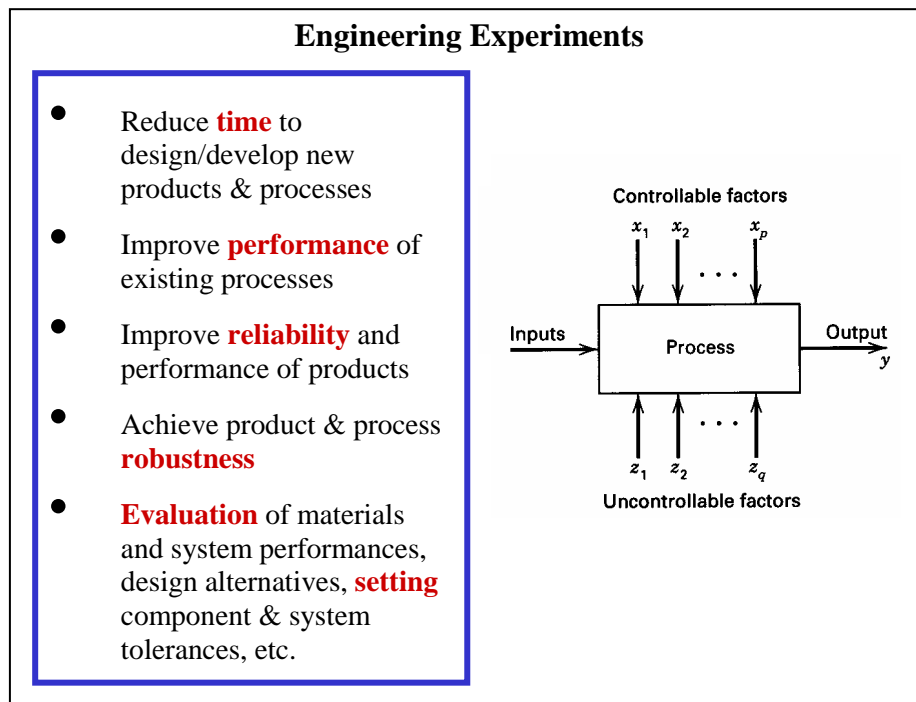 Engineering Experiments
● Reduce time to
design/develop new
products & processes
● Improve performance of
existing processes
● Improve reliability and
performance of products
● Achieve product & process
robustness
● Evaluation of materials
and system performances,
design alternatives, setting
component & system
tolerances, etc.
Controllable factors
x₁ x₂ xₚ
. . .
Inputs
Process
Output
y
. . .
z₁ z₂ z_q
Uncontrollable factors